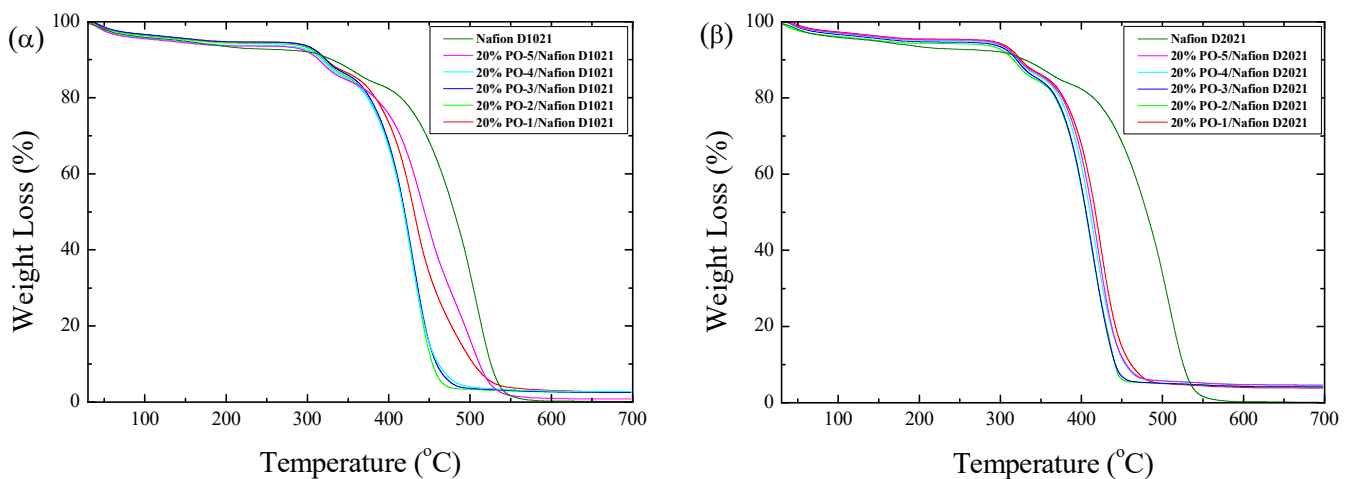 (α)
Weight Loss (%)
100
80
60
40
20
0
Nafion D1021
20% PO-5/Nafion D1021
20% PO-4/Nafion D1021
20% PO-3/Nafion D1021
20% PO-2/Nafion D1021
20% PO-1/Nafion D1021
100 200 300 400 500 600 700
Temperature (°C)
(β)
Weight Loss (%)
100
80
60
40
20
0
Nafion D2021
20% PO-5/Nafion D2021
20% PO-4/Nafion D2021
20% PO-3/Nafion D2021
20% PO-2/Nafion D2021
20% PO-1/Nafion D2021
100 200 300 400 500 600 700
Temperature (°C)